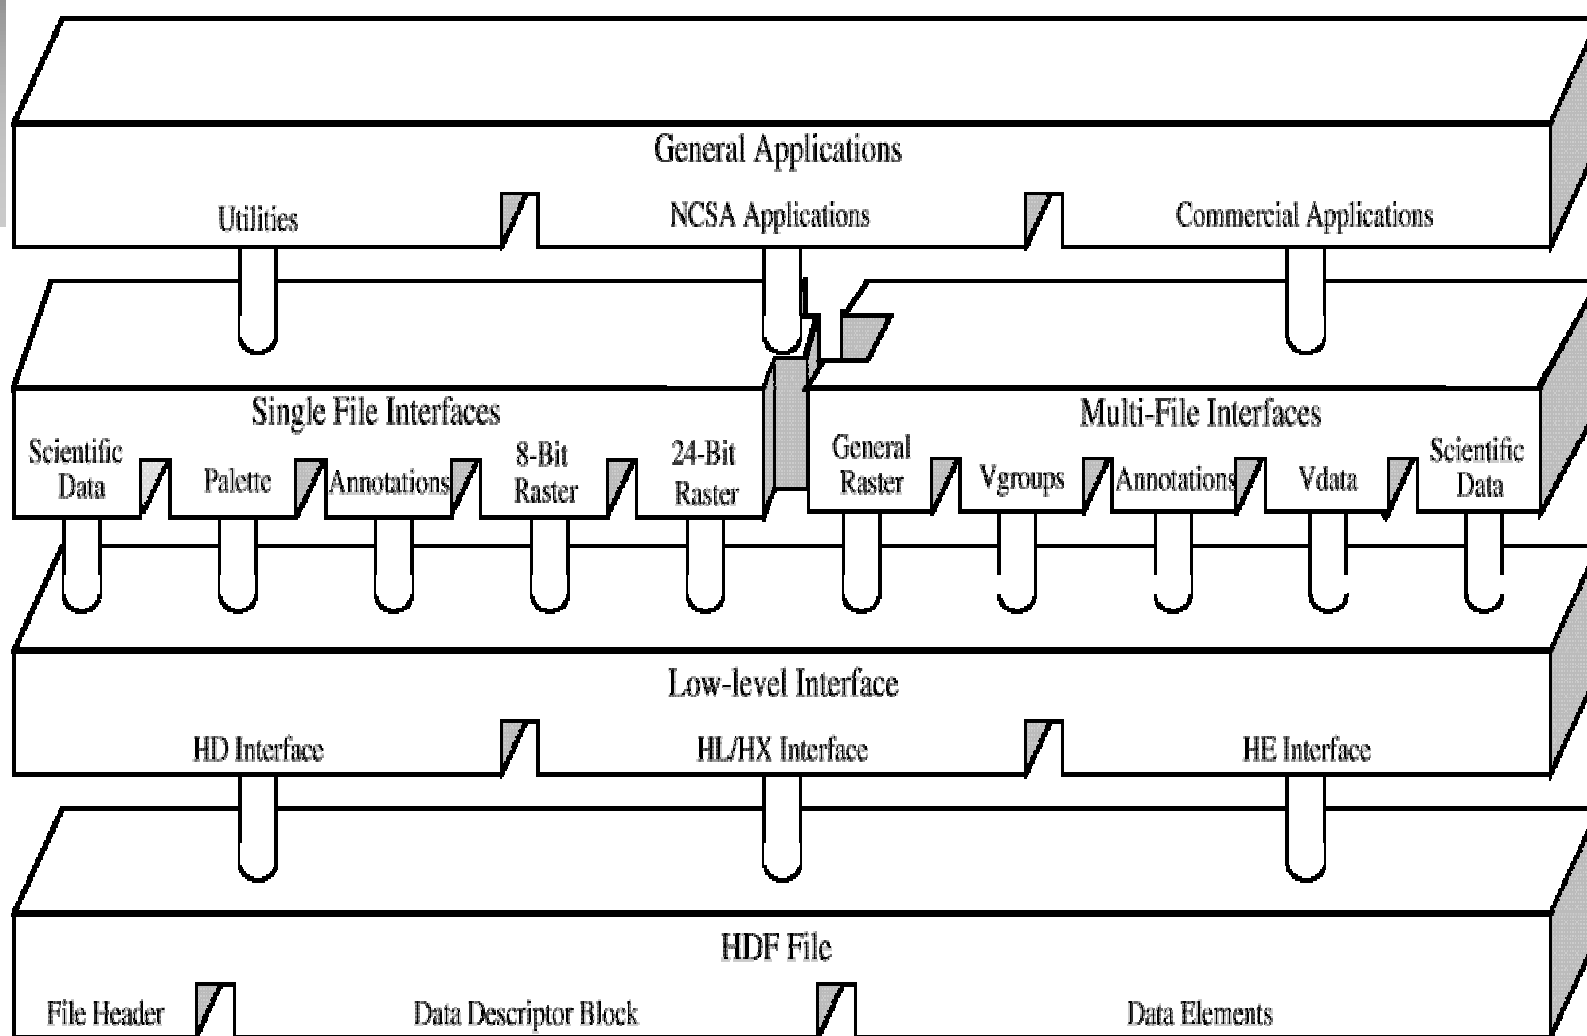 General Applications
Utilities
NCSA Applications
Commercial Applications
Single File Interfaces
Scientific
Data
Palette
Annotations
8-Bit
Raster
24-Bit
Raster
Multi-File Interfaces
General
Raster
Vgroups
Annotations
Vdata
Scientific
Data
Low-level Interface
HD Interface
HL/HX Interface
HE Interface
HDF File
File Header
Data Descriptor Block
Data Elements